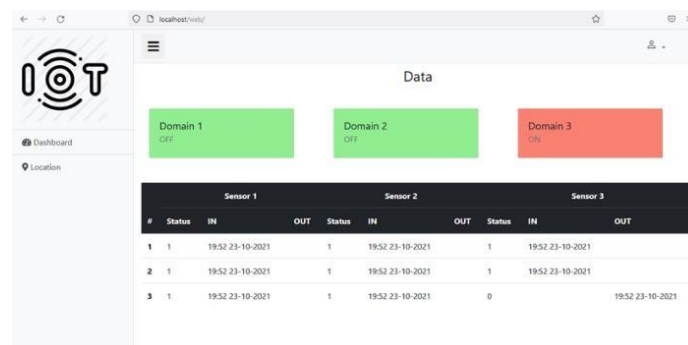 localhost/web/
IOT
Data
Domain 1
OFF
Domain 2
OFF
Domain 3
ON
Dashboard
Location
Sensor 1 Sensor 2 Sensor 3
# Status IN OUT Status IN OUT Status IN OUT
1 1 19:52 23-10-2021 1 19:52 23-10-2021 1 19:52 23-10-2021
2 1 19:52 23-10-2021 1 19:52 23-10-2021 1 19:52 23-10-2021
3 1 19:52 23-10-2021 1 19:52 23-10-2021 0 19:52 23-10-2021